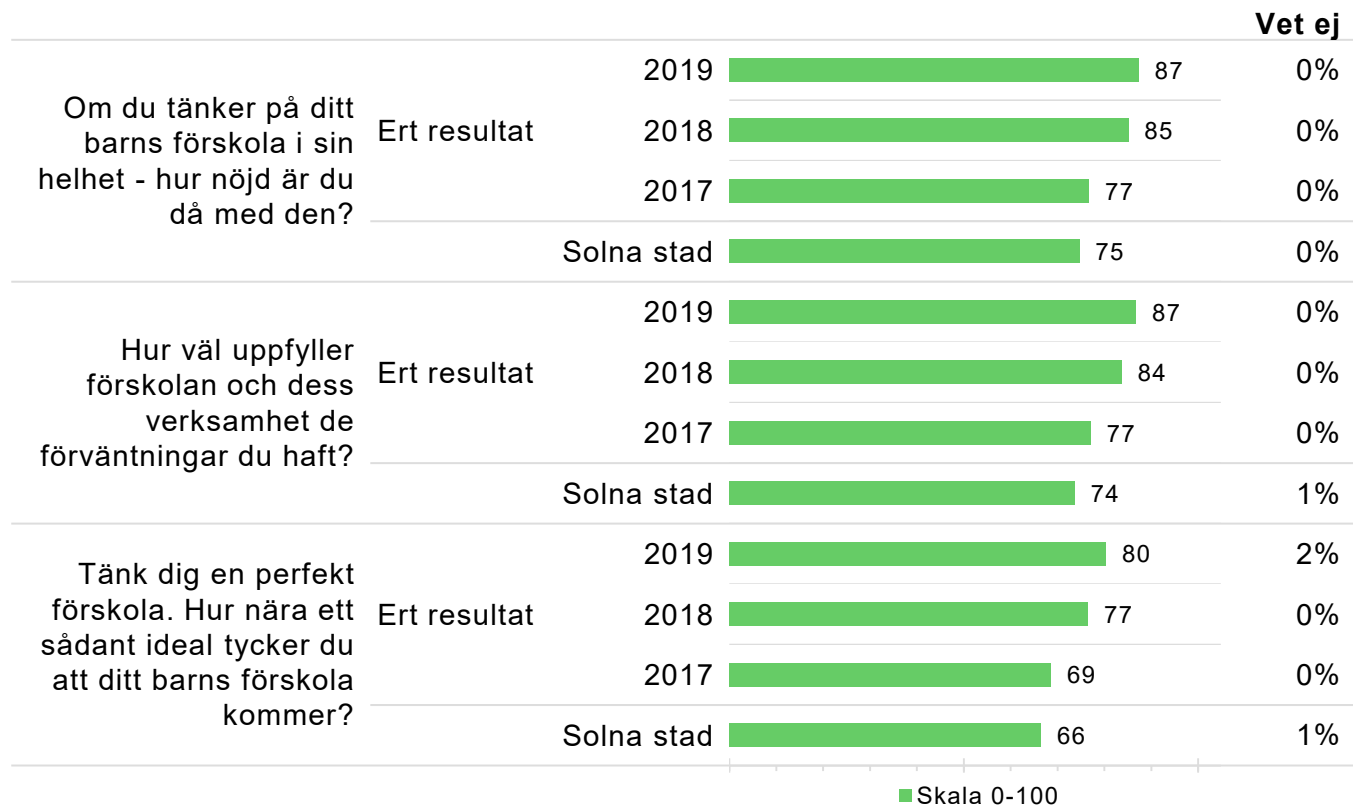 Vet ej
Om du tänker på ditt
barns förskola i sin
helhet - hur nöjd är du
då med den?
Ert resultat
2019 87 0%
2018 85 0%
2017 77 0%
Solna stad 75 0%
Hur väl uppfyller
förskolan och dess
verksamhet de
förväntningar du haft?
Ert resultat
2019 87 0%
2018 84 0%
2017 77 0%
Solna stad 74 1%
Tänk dig en perfekt
förskola. Hur nära ett
sådant ideal tycker du
att ditt barns förskola
kommer?
Ert resultat
2019 80 2%
2018 77 0%
2017 69 0%
Solna stad 66 1%
Skala 0-100